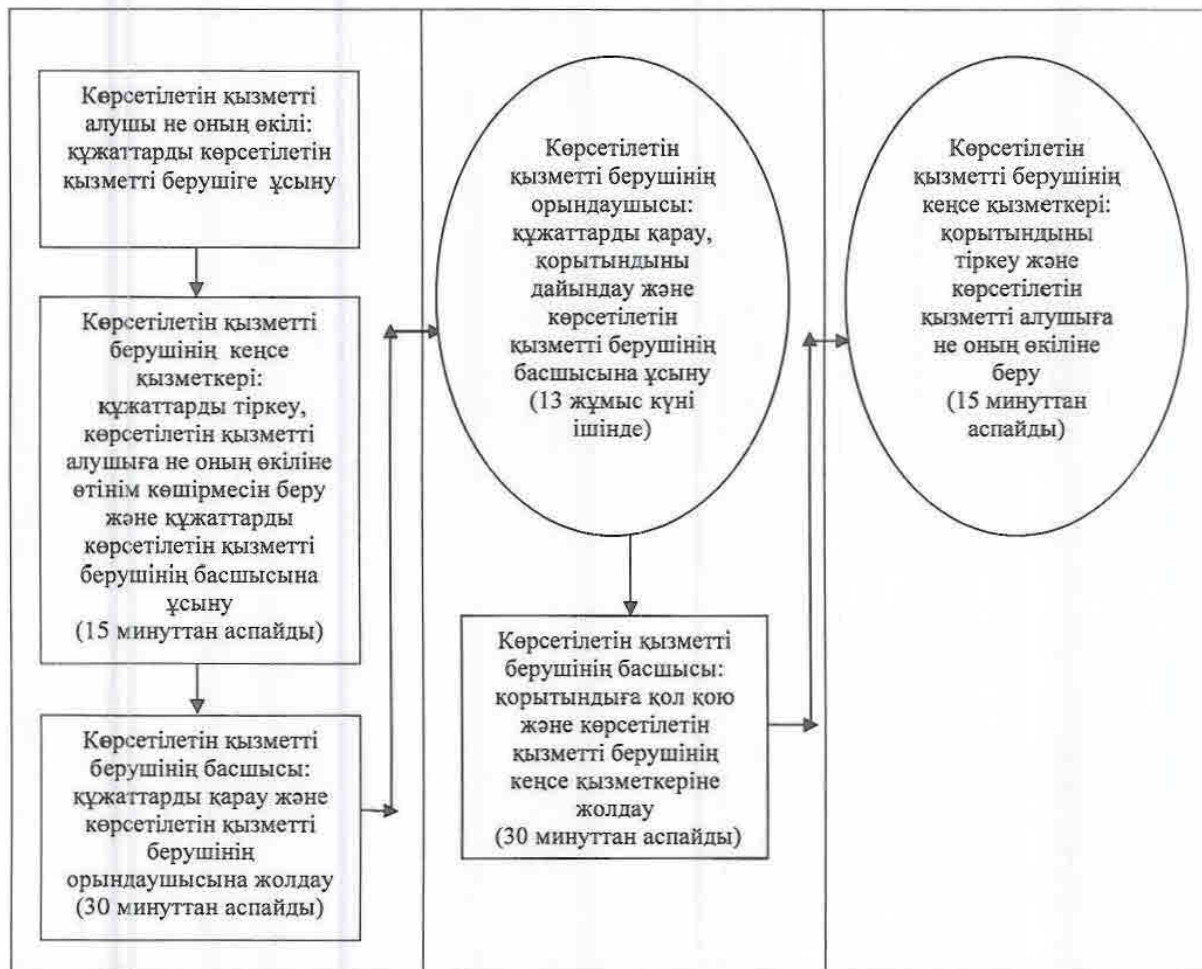 Көрсетілетін қызметті
алушы не оның өкілі:
құжаттарды көрсетілетін
қызметті берушіге ұсыну
Көрсетілетін қызметті
берушінің кеңсе
қызметкері:
құжаттарды тіркеу,
көрсетілетін қызметті
алушыға не оның өкіліне
өтінім көшірмесін беру
және құжаттарды
көрсетілетін қызметті
берушінің басшысына
ұсыну
(15 минуттан аспайды)
Көрсетілетін қызметті
берушінің басшысы:
құжаттарды қарау және
көрсетілетін қызметті
берушінің
орындаушысына жолдау
(30 минуттан аспайды)
Көрсетілетін
қызметті берушінің
орындаушысы:
құжаттарды қарау,
қорытындыны
дайындау және
көрсетілетін
қызметті берушінің
басшысына ұсыну
(13 жұмыс күні
ішінде)
Көрсетілетін қызметті
берушінің басшысы:
қорытындыға қол қою
және көрсетілетін
қызметті берушінің
кеңсе қызметкеріне
жолдау
(30 минуттан аспайды)
Көрсетілетін
қызметті берушінің
кеңсе қызметкері:
қорытындыны
тіркеу және
көрсетілетін
қызметті алушыға
не оның өкіліне
беру
(15 минуттан
аспайды)